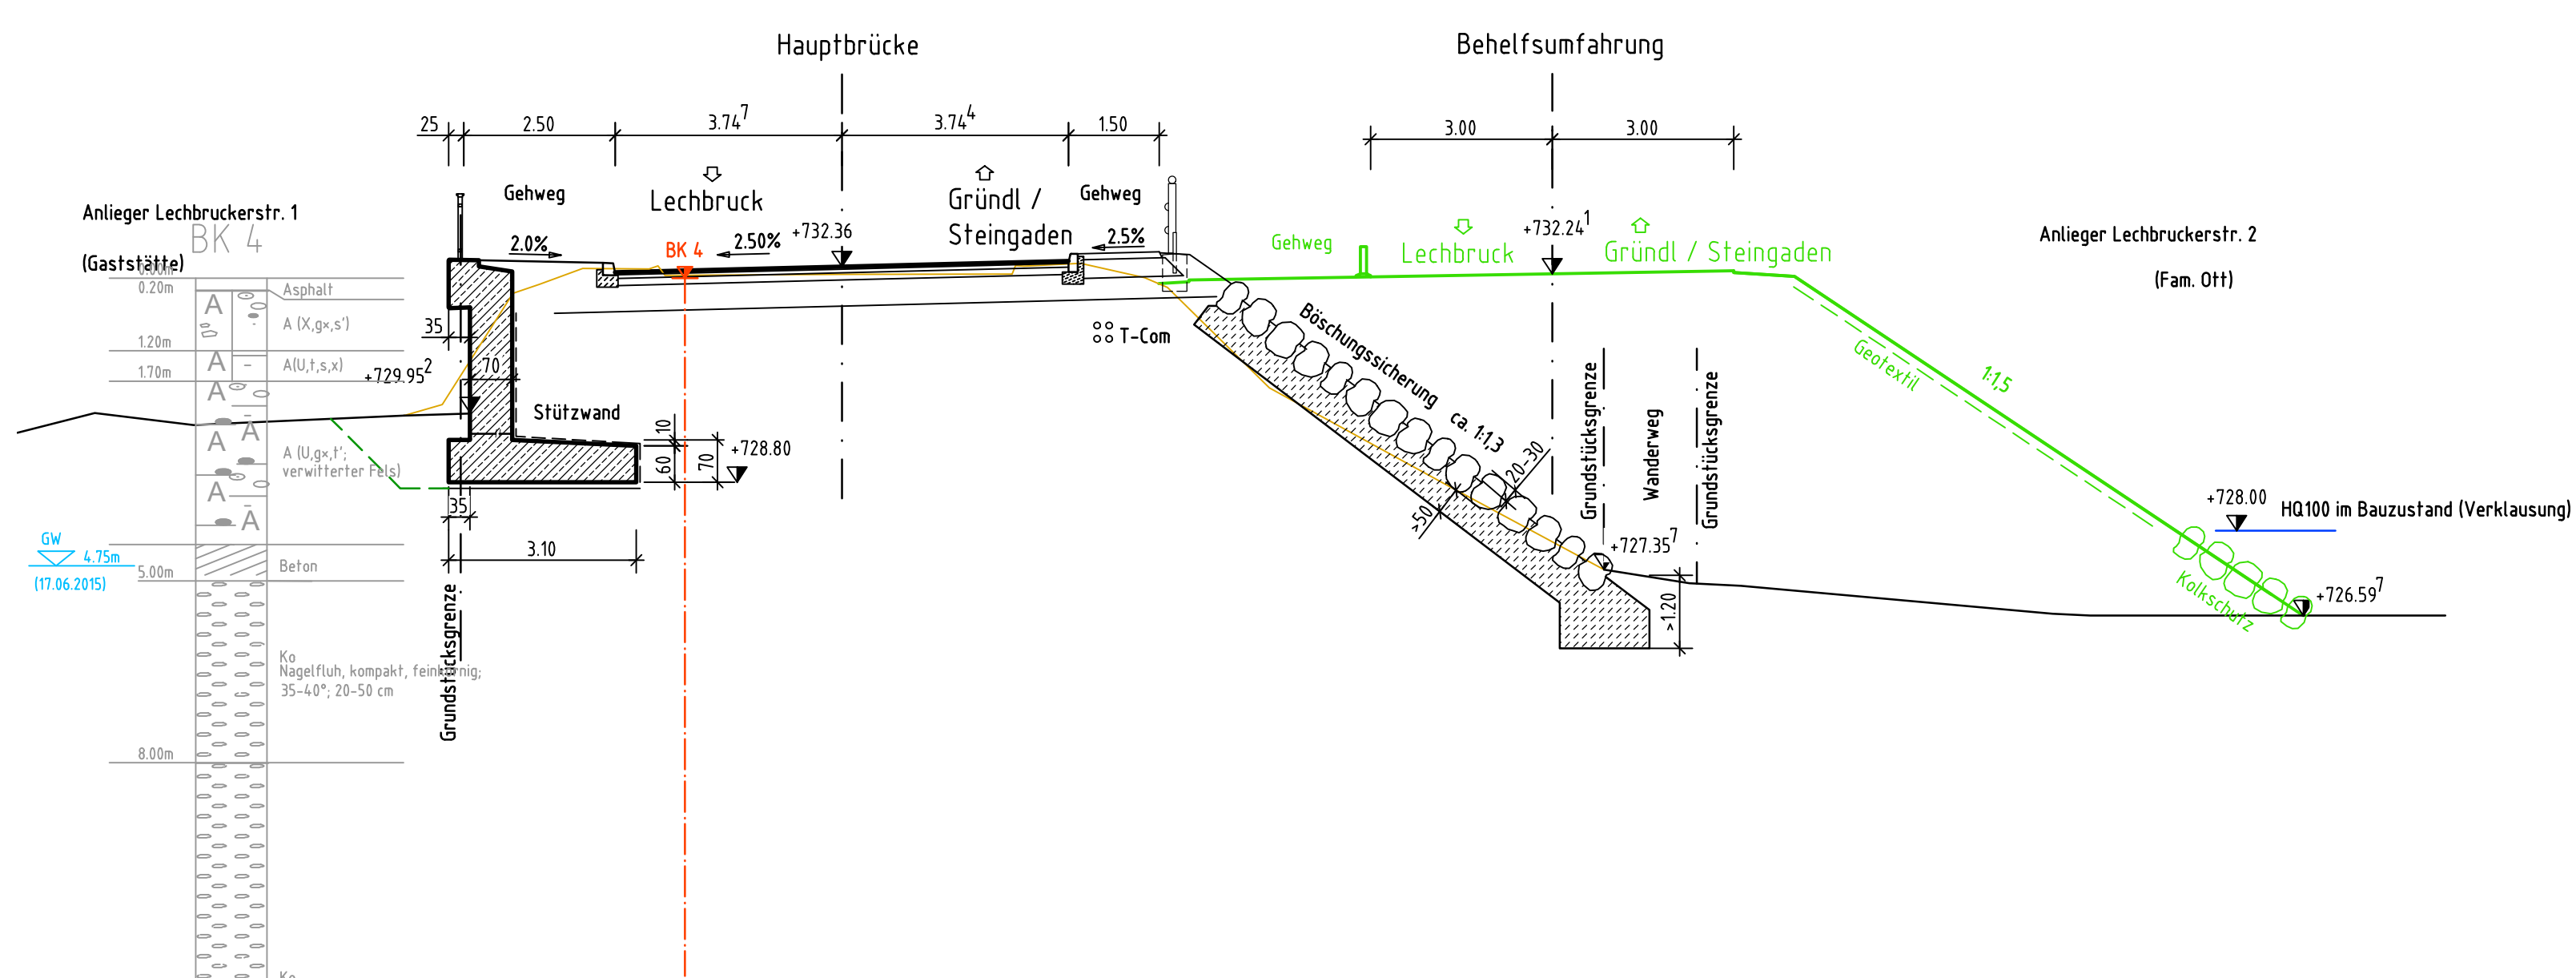 Hauptbrücke
Behelfsumfahrung
25
2.50
3.74⁷
3.74⁴
1.50
3.00
3.00
Gehweg
Lechbruck
Gründl /
Steingaden
Gehweg
Anlieger Lechbruckerstr. 1
(Gaststätte)
BK 4
2.0%
BK 4
2.50%
+732.36
2.5%
Gehweg
Lechbruck
+732.24¹
Gründl / Steingaden
Anlieger Lechbruckerstr. 2
(Fam. Ott)
0.00m
0.20m
Asphalt
A
A (X,g×,s')
1.20m
A
A(U,t,s,x)
1.70m
A
A
A
A (U,g×,t';
verwitterter Fels)
A
A
35
+729.95²
70
Stützwand
10
60
70
+728.80
35
3.10
T-Com
Böschungssicherung ca. 1:1,3
20-30
>50
Grundstücksgrenze
Wanderweg
Grundstücksgrenze
Geotextil
1:1,5
+728.00
HQ100 im Bauzustand (Verklausung)
+727.35⁷
>1.20
Kolkschutz
+726.59⁷
GW
4.75m
(17.06.2015)
5.00m
Beton
Grundstücksgrenze
Ko
Nagelfluh, kompakt, feinkörnig;
35-40°; 20-50 cm
8.00m
Ko